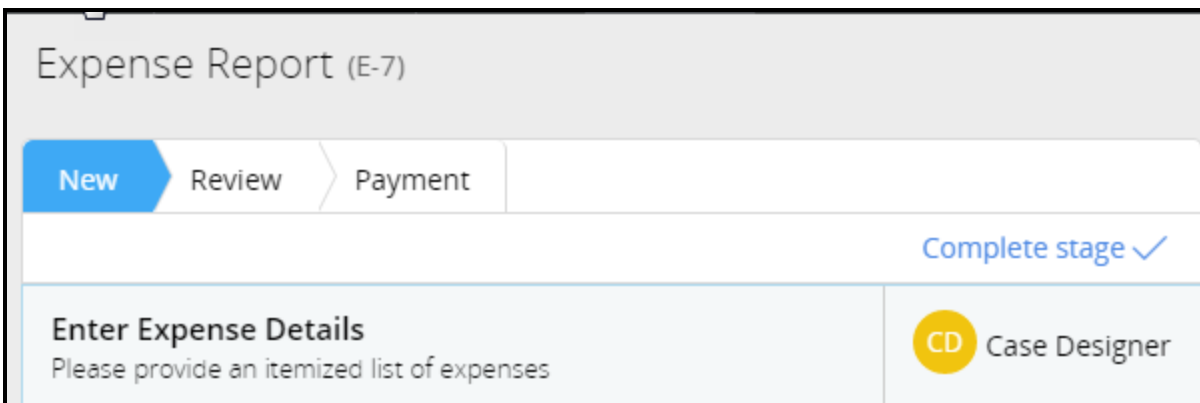 Expense Report (E-7)
New
Review
Payment
Complete stage
Enter Expense Details
Please provide an itemized list of expenses
CD
Case Designer